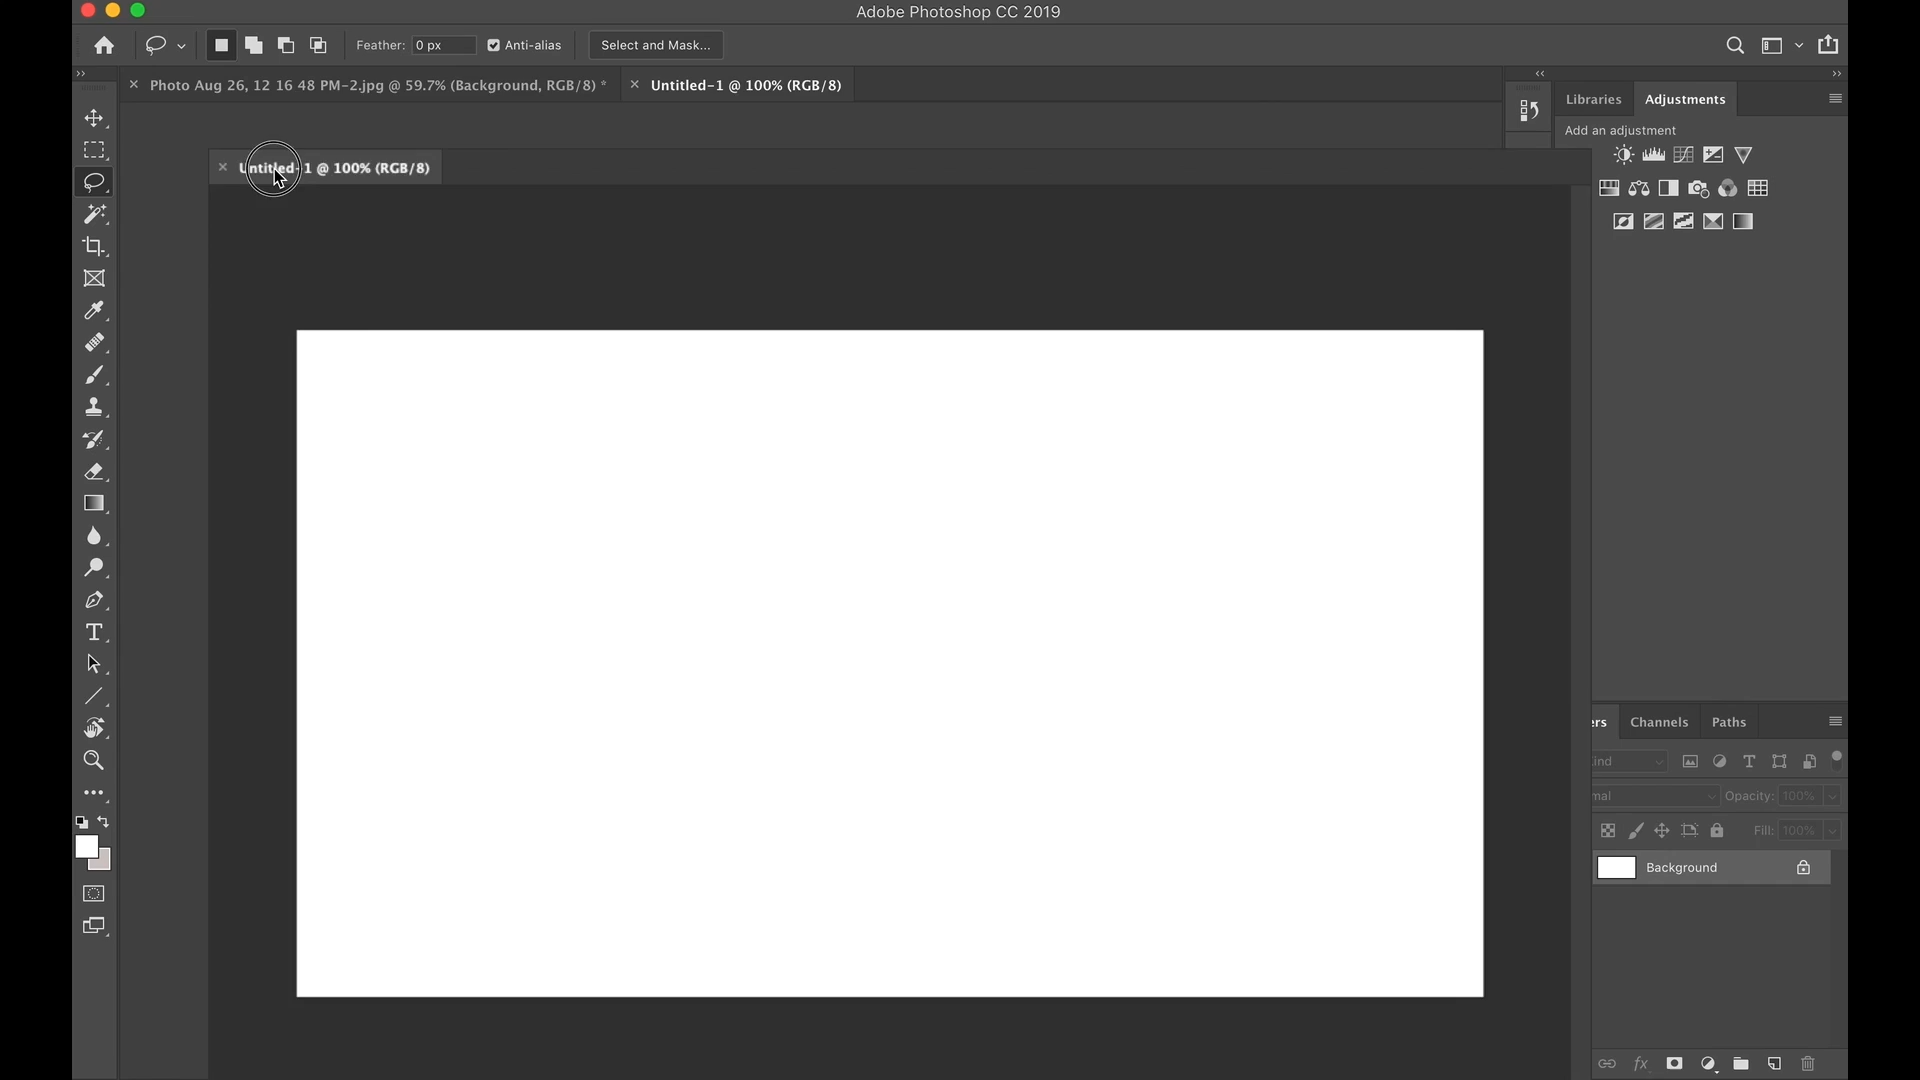 Adobe Photoshop CC 2019
Feather: 0 px Anti-alias Select and Mask...
Photo Aug 26, 12 16 48 PM-2.jpg @ 59.7% (Background, RGB/8) * Untitled-1 @ 100% (RGB/8)
Libraries Adjustments
Add an adjustment
Untitled-1 @ 100% (RGB/8)
ers Channels Paths
ind
mal Opacity: 100%
Fill: 100%
Background
fx